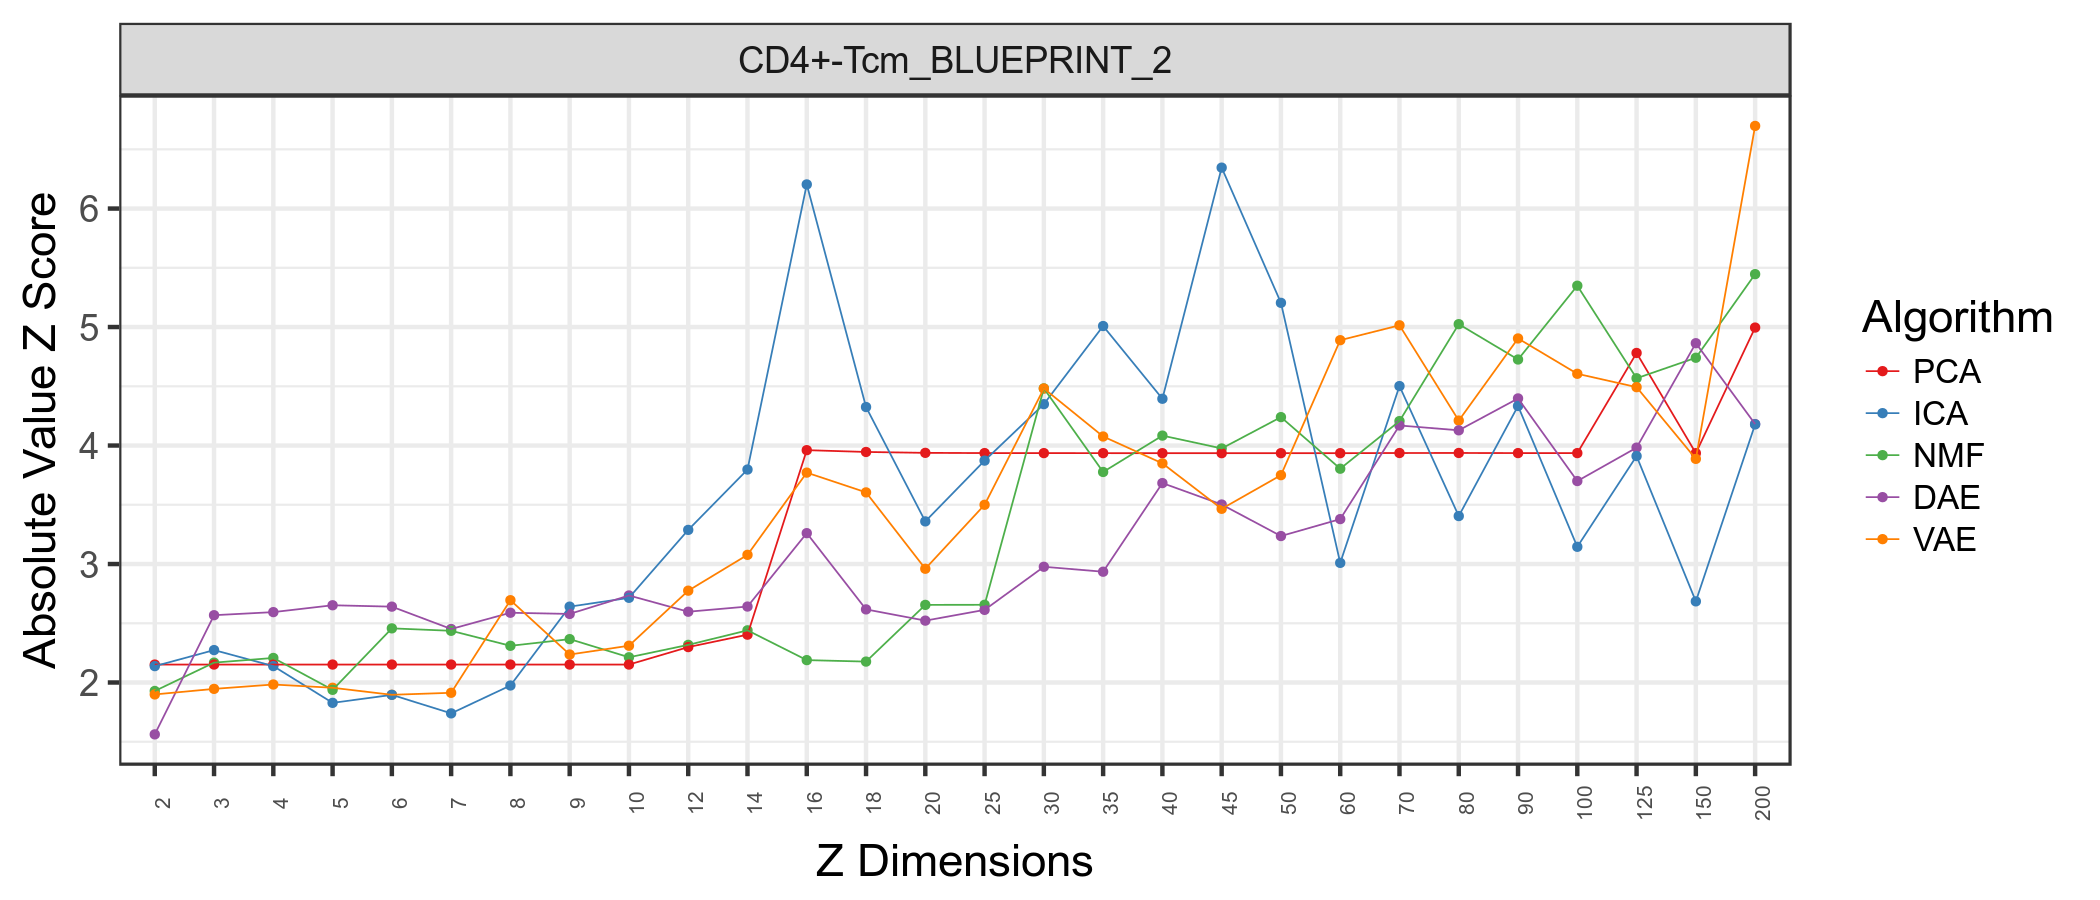 CD4+-Tcm_BLUEPRINT_2
Absolute Value Z Score
6
5
4
3
2
2 3 4 5 6 7 8 9 10 12 14 16 18 20 25 30 35 40 45 50 60 70 80 90 100 125 150 200
Z Dimensions
Algorithm
PCA
ICA
NMF
DAE
VAE